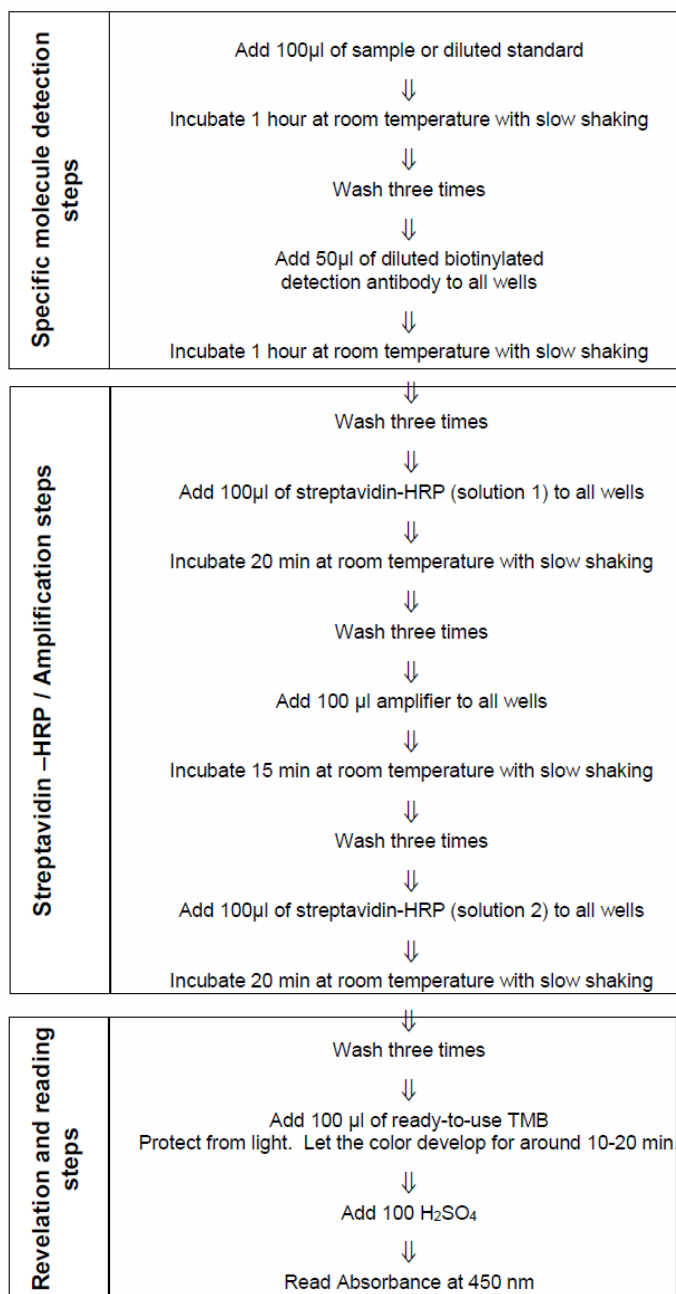 Specific molecule detection
steps
Add 100µl of sample or diluted standard
⇓
Incubate 1 hour at room temperature with slow shaking
⇓
Wash three times
⇓
Add 50µl of diluted biotinylated
detection antibody to all wells
⇓
Incubate 1 hour at room temperature with slow shaking
⇓
Streptavidin –HRP / Amplification steps
Wash three times
⇓
Add 100µl of streptavidin-HRP (solution 1) to all wells
⇓
Incubate 20 min at room temperature with slow shaking
⇓
Wash three times
⇓
Add 100 µl amplifier to all wells
⇓
Incubate 15 min at room temperature with slow shaking
⇓
Wash three times
⇓
Add 100µl of streptavidin-HRP (solution 2) to all wells
⇓
Incubate 20 min at room temperature with slow shaking
⇓
Revelation and reading
steps
Wash three times
⇓
Add 100 µl of ready-to-use TMB
Protect from light. Let the color develop for around 10-20 min.
⇓
Add 100 H₂SO₄
⇓
Read Absorbance at 450 nm